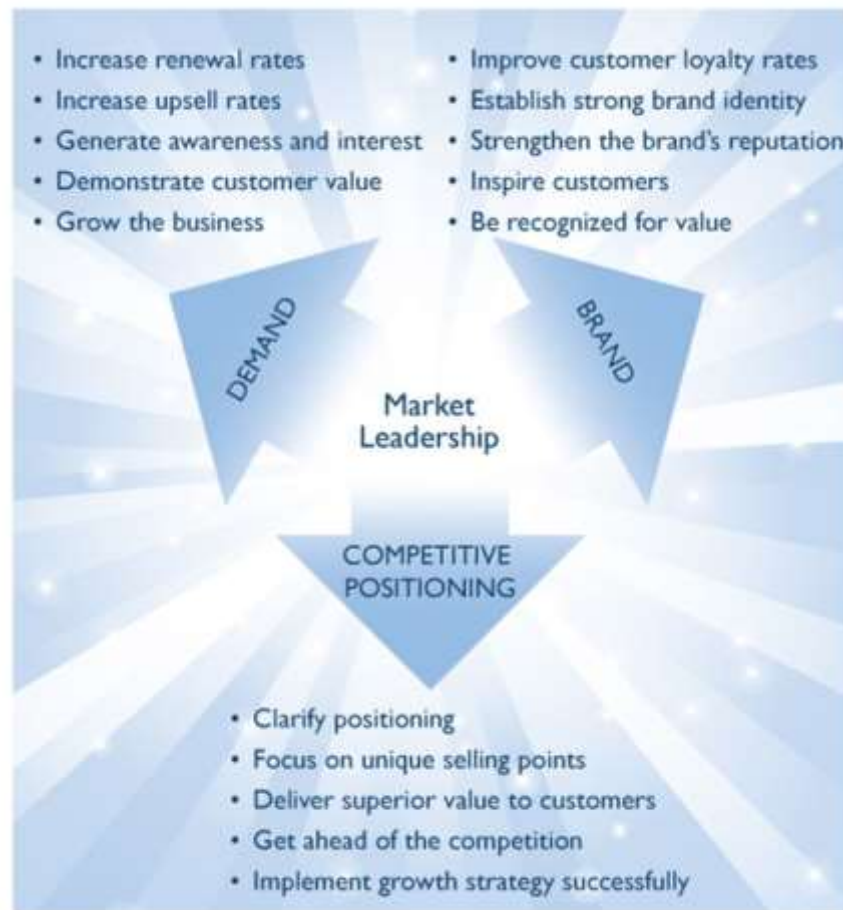 • Increase renewal rates
• Increase upsell rates
• Generate awareness and interest
• Demonstrate customer value
• Grow the business
• Improve customer loyalty rates
• Establish strong brand identity
• Strengthen the brand's reputation
• Inspire customers
• Be recognized for value
DEMAND
BRAND
Market
Leadership
COMPETITIVE
POSITIONING
• Clarify positioning
• Focus on unique selling points
• Deliver superior value to customers
• Get ahead of the competition
• Implement growth strategy successfully